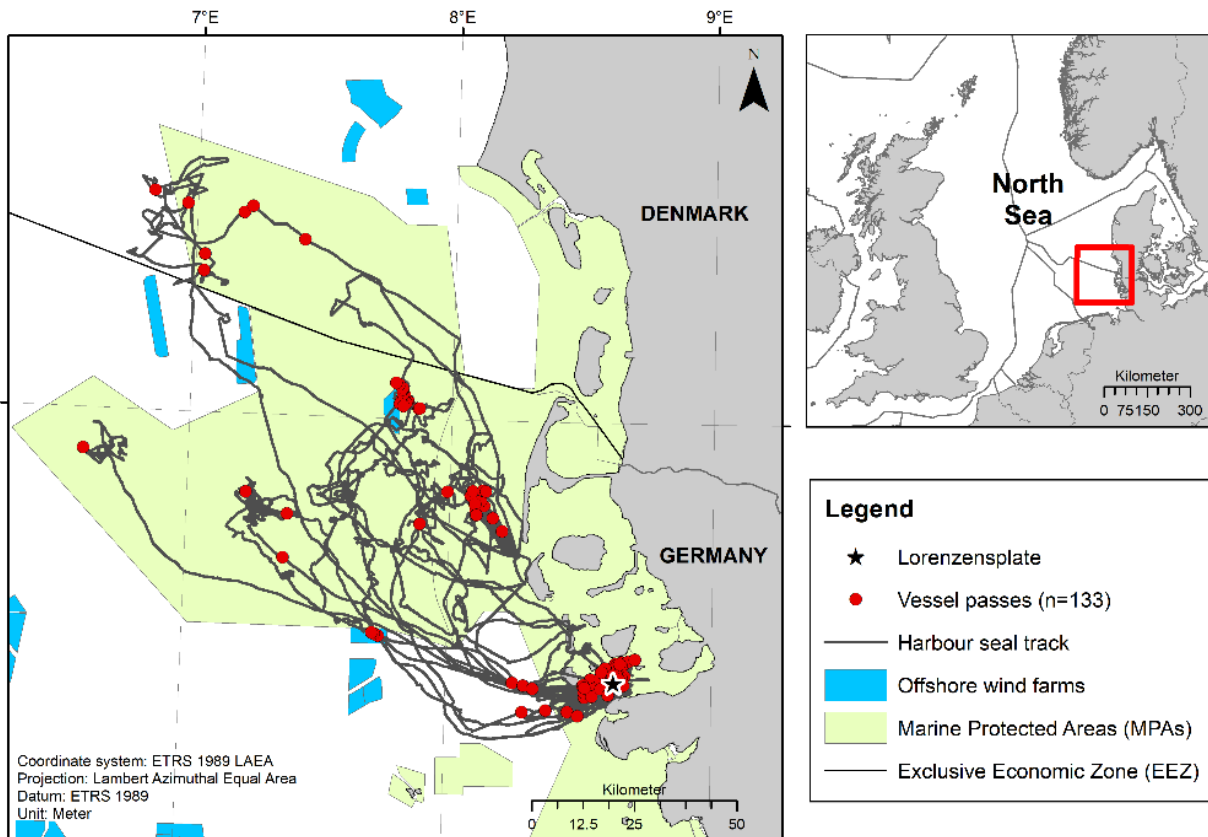 7°E
8°E
9°E
N
DENMARK
GERMANY
Coordinate system: ETRS 1989 LAEA
Projection: Lambert Azimuthal Equal Area
Datum: ETRS 1989
Unit: Meter
Kilometer
0 12.5 25 50
North
Sea
Kilometer
0 75150 300
Legend
Lorenzensplate
Vessel passes (n=133)
Harbour seal track
Offshore wind farms
Marine Protected Areas (MPAs)
Exclusive Economic Zone (EEZ)